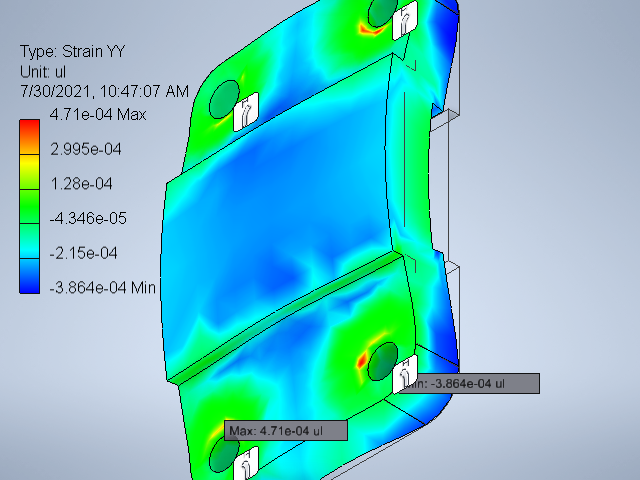 Type: Strain YY
Unit: ul
7/30/2021, 10:47:07 AM
4.71e-04 Max
2.995e-04
1.28e-04
-4.346e-05
-2.15e-04
-3.864e-04 Min
Min: -3.864e-04 ul
Max: 4.71e-04 ul